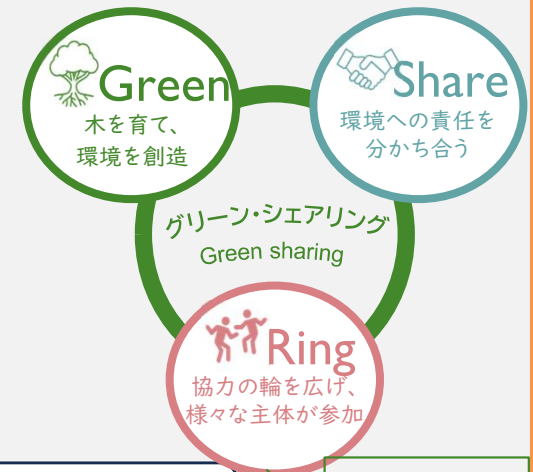 Green
木を育て、
環境を創造
Share
環境への責任を
分かち合う
グリーン・シェアリング
Green sharing
Ring
協力の輪を広げ、
様々な主体が参加